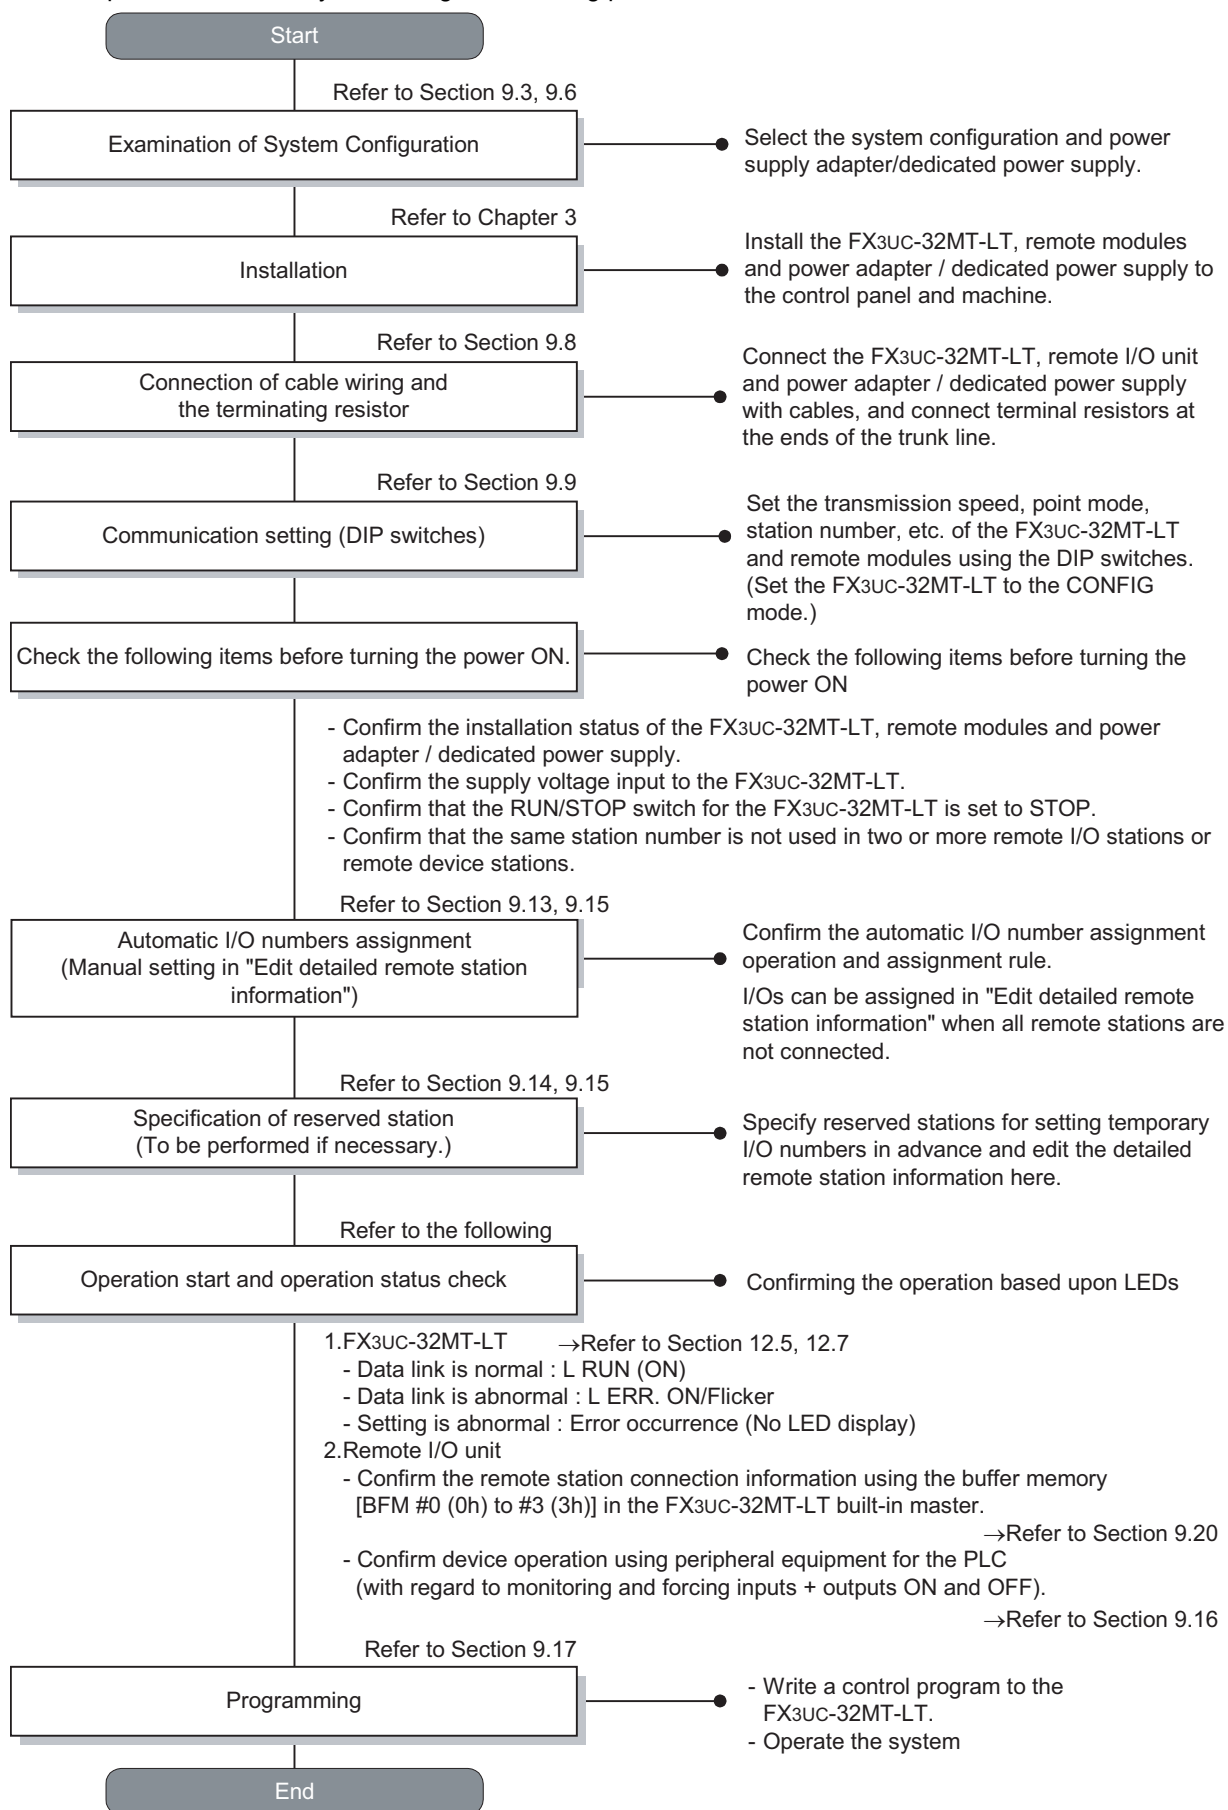 Start
Refer to Section 9.3, 9.6
Examination of System Configuration
Select the system configuration and power
supply adapter/dedicated power supply.
Refer to Chapter 3
Installation
Install the FX3UC-32MT-LT, remote modules
and power adapter / dedicated power supply to
the control panel and machine.
Refer to Section 9.8
Connection of cable wiring and
the terminating resistor
Connect the FX3UC-32MT-LT, remote I/O unit
and power adapter / dedicated power supply
with cables, and connect terminal resistors at
the ends of the trunk line.
Refer to Section 9.9
Communication setting (DIP switches)
Set the transmission speed, point mode,
station number, etc. of the FX3UC-32MT-LT
and remote modules using the DIP switches.
(Set the FX3UC-32MT-LT to the CONFIG
mode.)
Check the following items before turning the power ON.
Check the following items before turning the
power ON
- Confirm the installation status of the FX3UC-32MT-LT, remote modules and power
adapter / dedicated power supply.
- Confirm the supply voltage input to the FX3UC-32MT-LT.
- Confirm that the RUN/STOP switch for the FX3UC-32MT-LT is set to STOP.
- Confirm that the same station number is not used in two or more remote I/O stations or
remote device stations.
Refer to Section 9.13, 9.15
Automatic I/O numbers assignment
(Manual setting in "Edit detailed remote station
information")
Confirm the automatic I/O number assignment
operation and assignment rule.
I/Os can be assigned in "Edit detailed remote
station information" when all remote stations are
not connected.
Refer to Section 9.14, 9.15
Specification of reserved station
(To be performed if necessary.)
Specify reserved stations for setting temporary
I/O numbers in advance and edit the detailed
remote station information here.
Refer to the following
Operation start and operation status check
Confirming the operation based upon LEDs
1.FX3UC-32MT-LT →Refer to Section 12.5, 12.7
- Data link is normal : L RUN (ON)
- Data link is abnormal : L ERR. ON/Flicker
- Setting is abnormal : Error occurrence (No LED display)
2.Remote I/O unit
- Confirm the remote station connection information using the buffer memory
[BFM #0 (0h) to #3 (3h)] in the FX3UC-32MT-LT built-in master.
→Refer to Section 9.20
- Confirm device operation using peripheral equipment for the PLC
(with regard to monitoring and forcing inputs + outputs ON and OFF).
→Refer to Section 9.16
Refer to Section 9.17
Programming
- Write a control program to the
FX3UC-32MT-LT.
- Operate the system
End